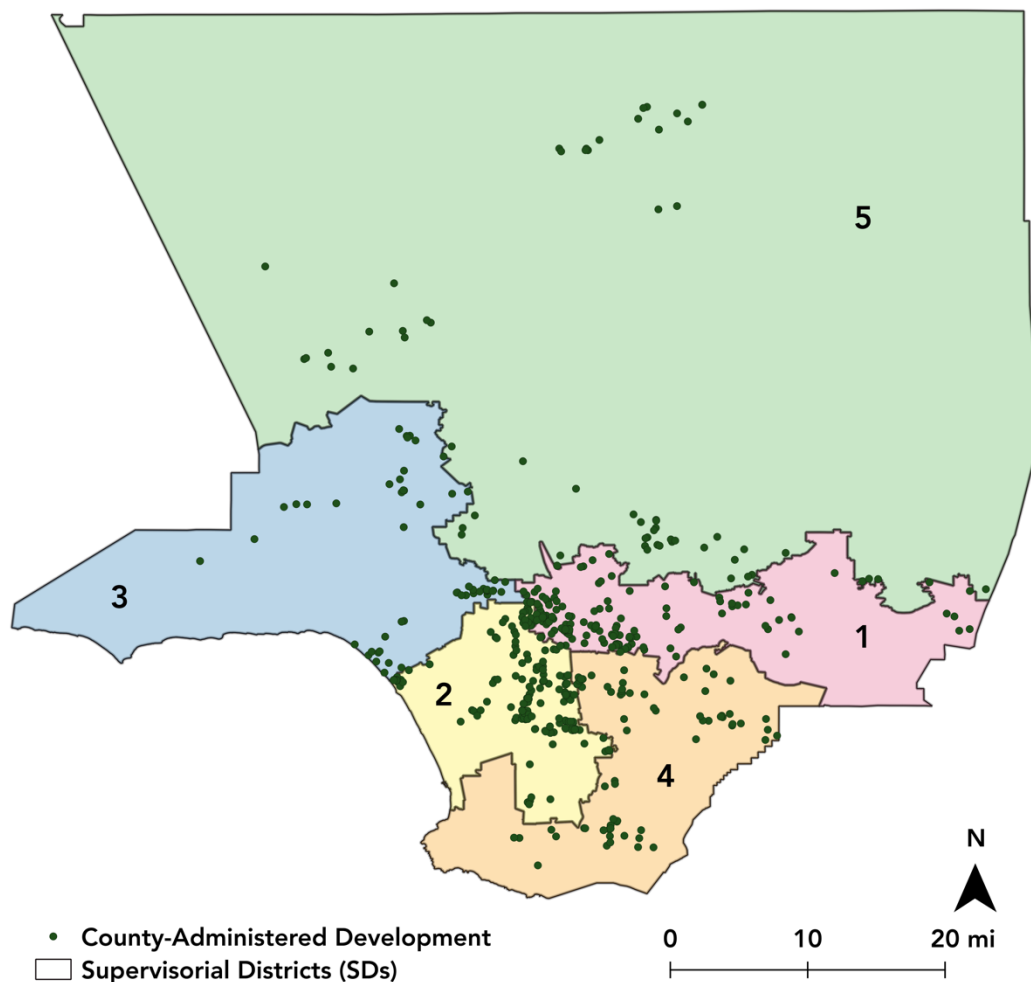 5
3
1
2
4
N
County-Administered Development
0 10 20 mi
Supervisorial Districts (SDs)